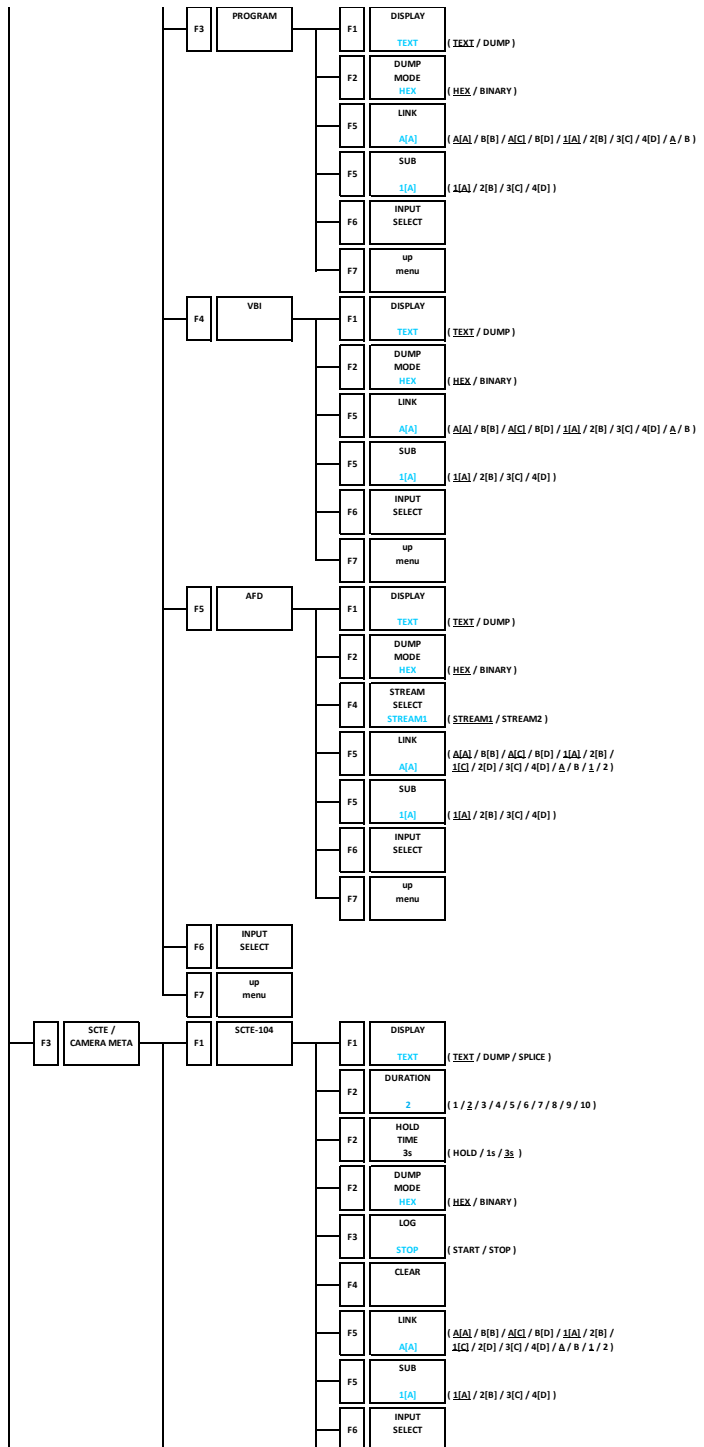 F3
PROGRAM
F1
DISPLAY
TEXT
( TEXT / DUMP )
F2
DUMP
MODE
HEX
( HEX / BINARY )
F5
LINK
A[A]
( A[A] / B[B] / A[C] / B[D] / 1[A] / 2[B] / 3[C] / 4[D] / A / B )
F5
SUB
1[A]
( 1[A] / 2[B] / 3[C] / 4[D] )
F6
INPUT
SELECT
F7
up
menu
F4
VBI
F1
DISPLAY
TEXT
( TEXT / DUMP )
F2
DUMP
MODE
HEX
( HEX / BINARY )
F5
LINK
A[A]
( A[A] / B[B] / A[C] / B[D] / 1[A] / 2[B] / 3[C] / 4[D] / A / B )
F5
SUB
1[A]
( 1[A] / 2[B] / 3[C] / 4[D] )
F6
INPUT
SELECT
F7
up
menu
F5
AFD
F1
DISPLAY
TEXT
( TEXT / DUMP )
F2
DUMP
MODE
HEX
( HEX / BINARY )
F4
STREAM
SELECT
STREAM1
( STREAM1 / STREAM2 )
F5
LINK
A[A]
( A[A] / B[B] / A[C] / B[D] / 1[A] / 2[B] /
1[C] / 2[D] / 3[C] / 4[D] / A / B / 1 / 2 )
F5
SUB
1[A]
( 1[A] / 2[B] / 3[C] / 4[D] )
F6
INPUT
SELECT
F7
up
menu
F6
INPUT
SELECT
F7
up
menu
F3
SCTE /
CAMERA META
F1
SCTE-104
F1
DISPLAY
TEXT
( TEXT / DUMP / SPLICE )
F2
DURATION
2
( 1 / 2 / 3 / 4 / 5 / 6 / 7 / 8 / 9 / 10 )
F2
HOLD
TIME
3s
( HOLD / 1s / 3s )
F2
DUMP
MODE
HEX
( HEX / BINARY )
F3
LOG
STOP
( START / STOP )
F4
CLEAR
F5
LINK
A[A]
( A[A] / B[B] / A[C] / B[D] / 1[A] / 2[B] /
1[C] / 2[D] / 3[C] / 4[D] / A / B / 1 / 2 )
F5
SUB
1[A]
( 1[A] / 2[B] / 3[C] / 4[D] )
F6
INPUT
SELECT